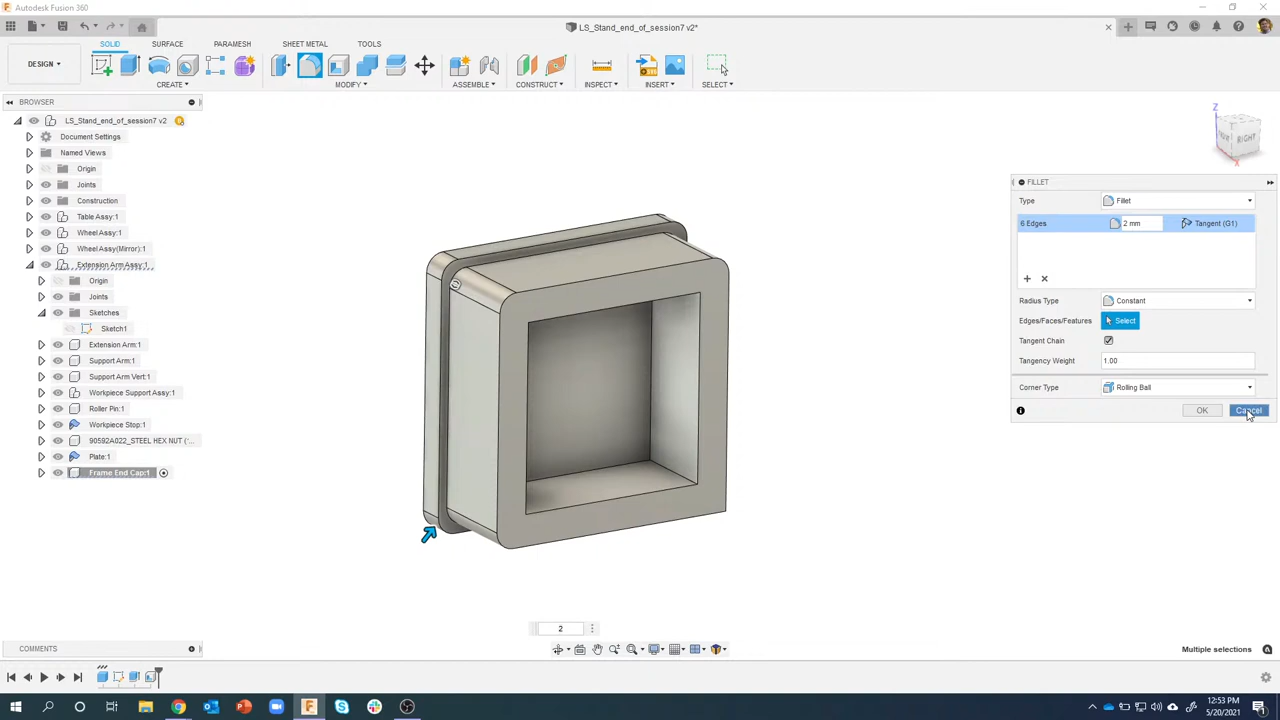 Autodesk Fusion 360
LS_Stand_end_of_session7 v2*
SOLID SURFACE PARAMESH SHEET METAL TOOLS
DESIGN
CREATE MODIFY ASSEMBLE CONSTRUCT INSPECT INSERT SELECT
BROWSER
LS_Stand_end_of_session7 v2
Document Settings
Named Views
Origin
Joints
Construction
Table Assy:1
Wheel Assy:1
Wheel Assy(Mirror):1
Extension Arm Assy:1
Origin
Joints
Sketches
Sketch1
Extension Arm:1
Support Arm:1
Support Arm Vert:1
Workpiece Support Assy:1
Roller Pin:1
Workpiece Stop:1
90592A022_STEEL HEX NUT (:...
Plate:1
Frame End Cap:1
Z
RIGHT
X
FILLET
Type Fillet
6 Edges 2 mm Tangent (G1)
Radius Type Constant
Edges/Faces/Features Select
Tangent Chain
Tangency Weight 1.00
Corner Type Rolling Ball
OK Cancel
2
COMMENTS
Multiple selections
12:53 PM
5/20/2021